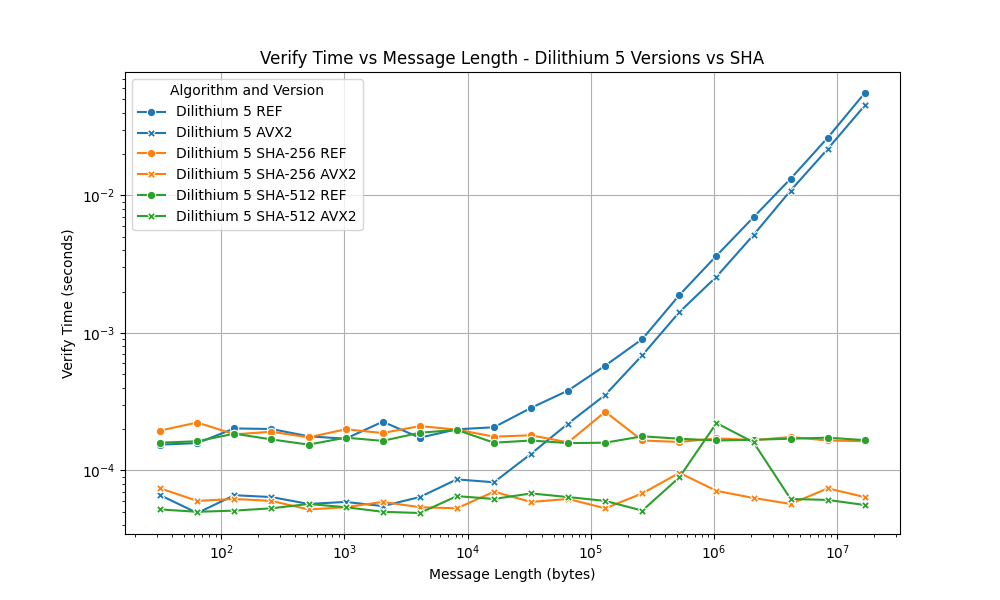 Verify Time vs Message Length - Dilithium 5 Versions vs SHA
Algorithm and Version
Dilithium 5 REF
Dilithium 5 AVX2
Dilithium 5 SHA-256 REF
Dilithium 5 SHA-256 AVX2
Dilithium 5 SHA-512 REF
Dilithium 5 SHA-512 AVX2
Verify Time (seconds)
10⁻²
10⁻³
10⁻⁴
10² 10³ 10⁴ 10⁵ 10⁶ 10⁷
Message Length (bytes)